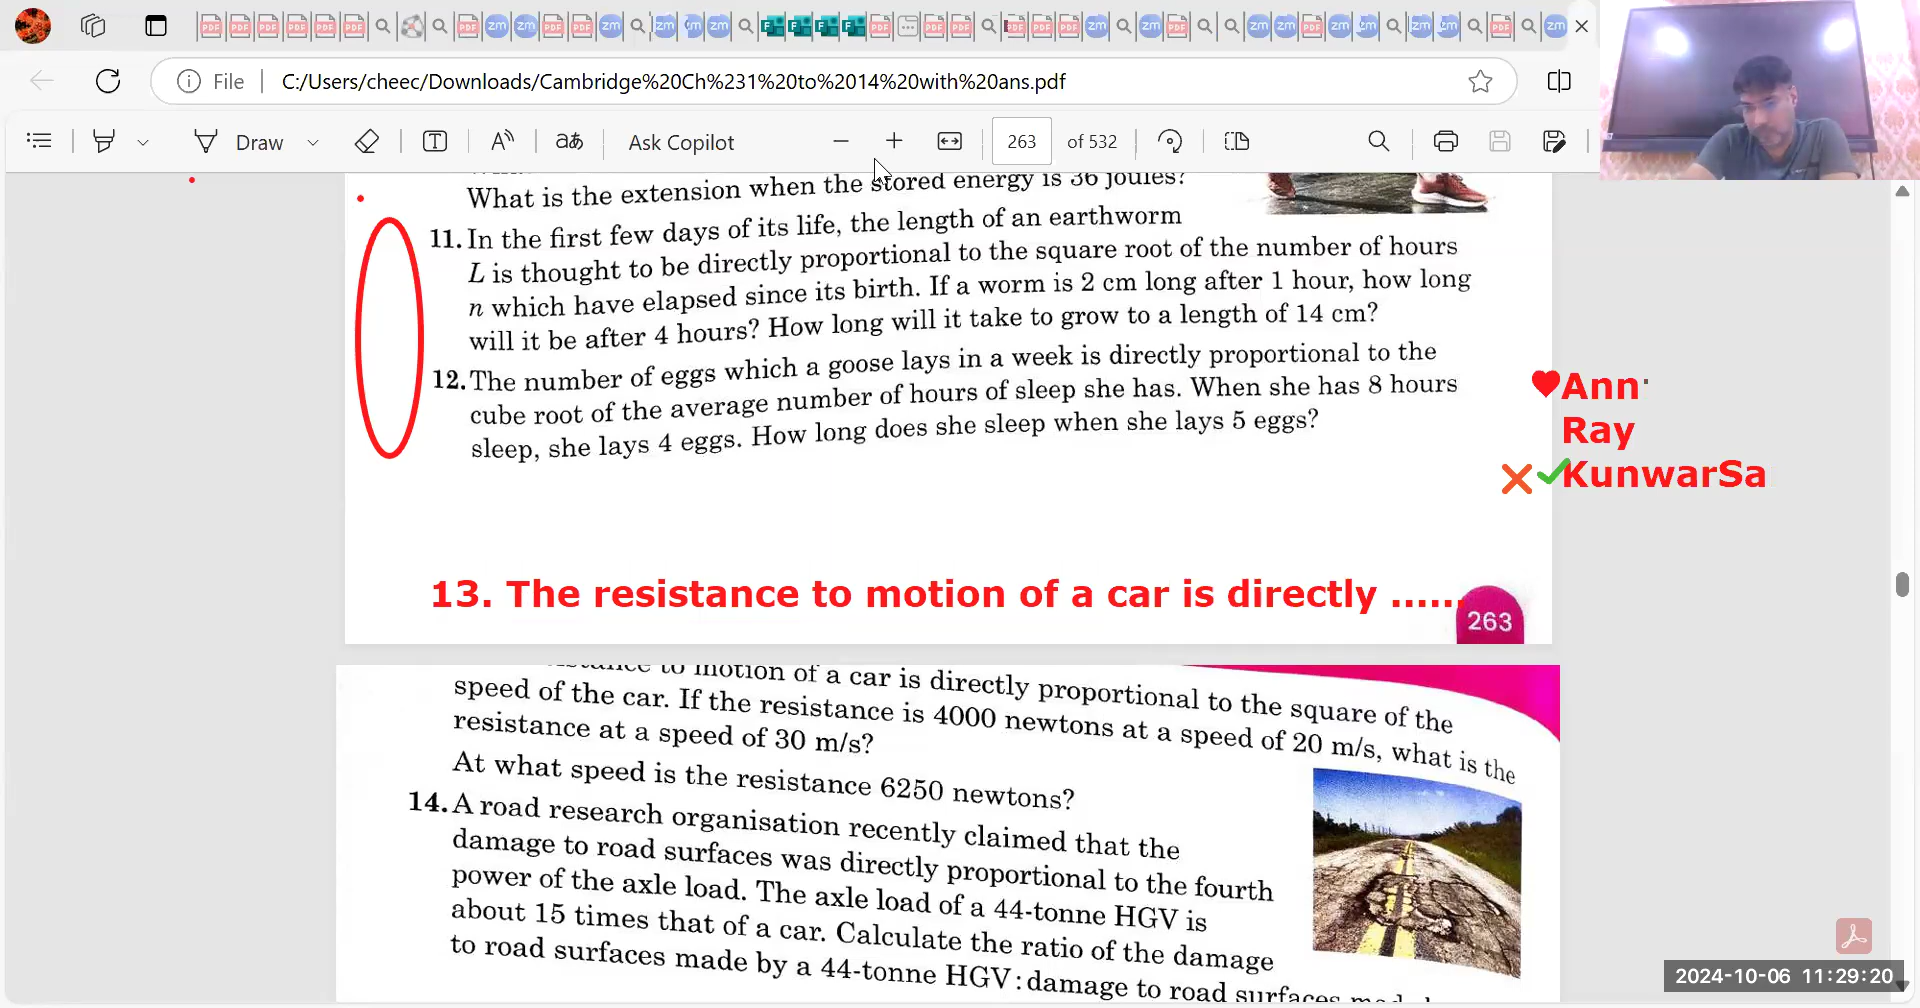 File
C:/Users/cheec/Downloads/Cambridge%20Ch%231%20to%2014%20with%20ans.pdf
Draw
Ask Copilot
263
of 532
What is the extension when the stored energy is 36 joules?
11. In the first few days of its life, the length of an earthworm
L is thought to be directly proportional to the square root of the number of hours
n which have elapsed since its birth. If a worm is 2 cm long after 1 hour, how long
will it be after 4 hours? How long will it take to grow to a length of 14 cm?
12. The number of eggs which a goose lays in a week is directly proportional to the
cube root of the average number of hours of sleep she has. When she has 8 hours
sleep, she lays 4 eggs. How long does she sleep when she lays 5 eggs?
Ann
Ray
KunwarSa
13. The resistance to motion of a car is directly ......
263
to motion of a car is directly proportional to the square of the
speed of the car. If the resistance is 4000 newtons at a speed of 20 m/s, what is the
resistance at a speed of 30 m/s?
At what speed is the resistance 6250 newtons?
14. A road research organisation recently claimed that the
damage to road surfaces was directly proportional to the fourth
power of the axle load. The axle load of a 44-tonne HGV is
about 15 times that of a car. Calculate the ratio of the damage
to road surfaces made by a 44-tonne HGV : damage to road surfaces
2024-10-06 11:29:20